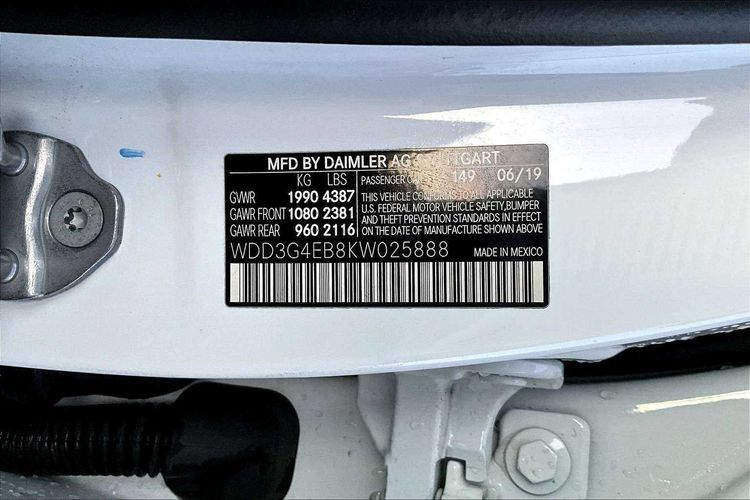 MFD BY DAIMLER AG
KG LBS
PASSENGER 149 06/19
GVWR 1990 4387
GAWR FRONT 1080 2381
GAWR REAR 960 2116
THIS VEHICLE CONFORMS TO ALL APPLICABLE
U.S. FEDERAL MOTOR VEHICLE SAFETY,BUMPER
AND THEFT PREVENTION STANDARDS IN EFFECT
ON THE DATE OF MANUFACTURE SHOWN ABOVE.
WDD3G4EB8KW025888
MADE IN MEXICO